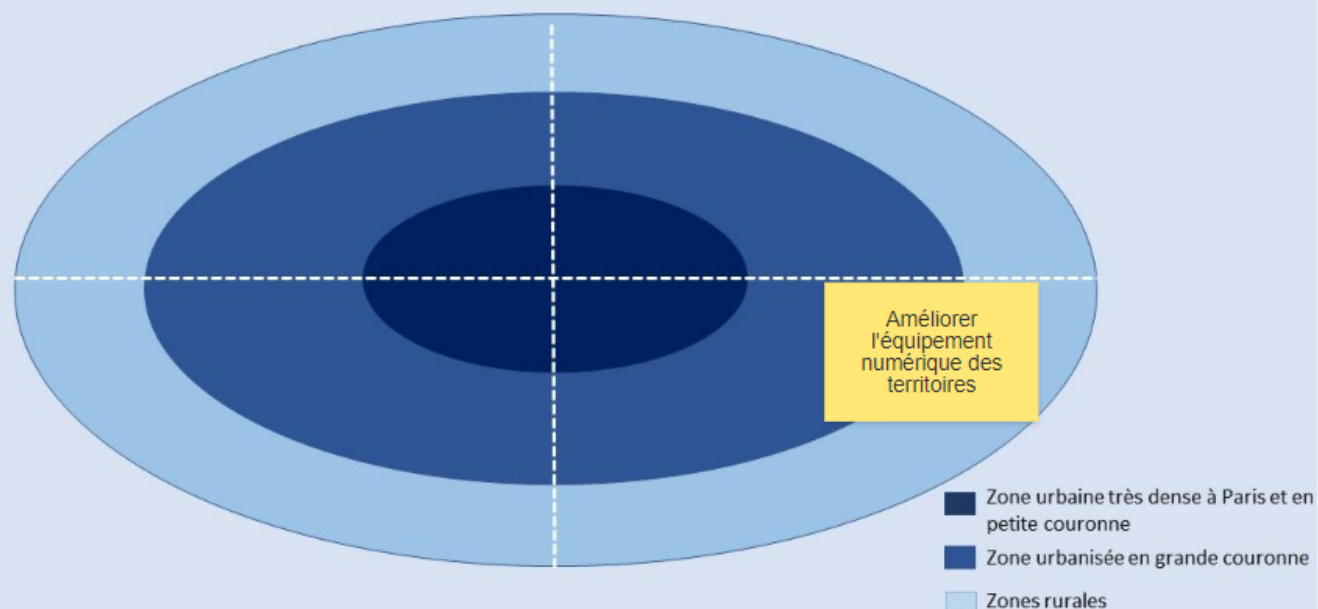 Améliorer
l'équipement
numérique des
territoires
Zone urbaine très dense à Paris et en
petite couronne
Zone urbanisée en grande couronne
Zones rurales